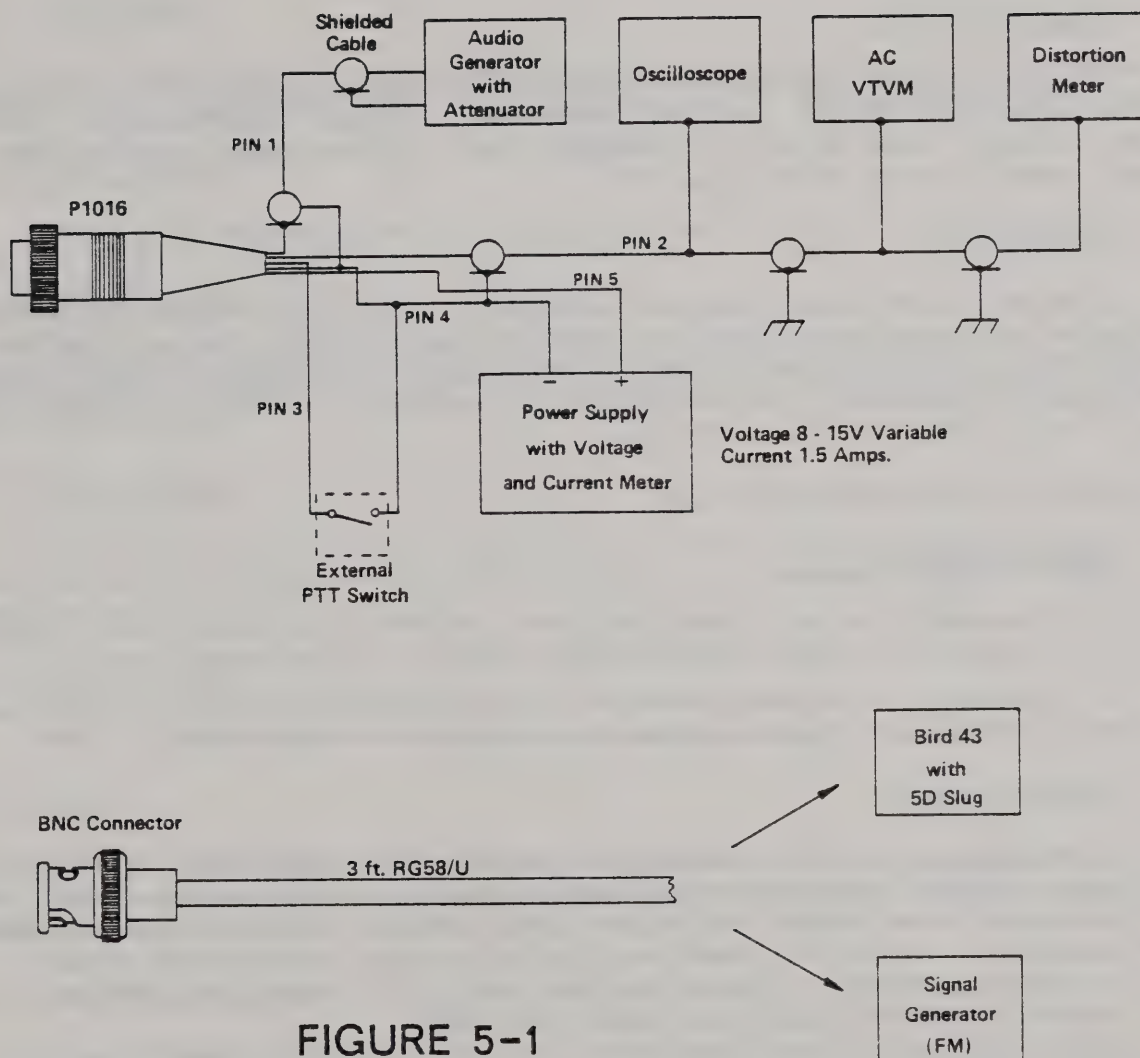 Shielded
Cable
Audio
Generator
with
Attenuator
Oscilloscope
AC
VTVM
Distortion
Meter
PIN 1
P1016
PIN 2
PIN 5
PIN 4
PIN 3
− +
Power Supply
with Voltage
and Current Meter
Voltage 8 - 15V Variable
Current 1.5 Amps.
External
PTT Switch
Bird 43
with
5D Slug
BNC Connector
3 ft. RG58/U
Signal
Generator
(FM)
FIGURE 5-1